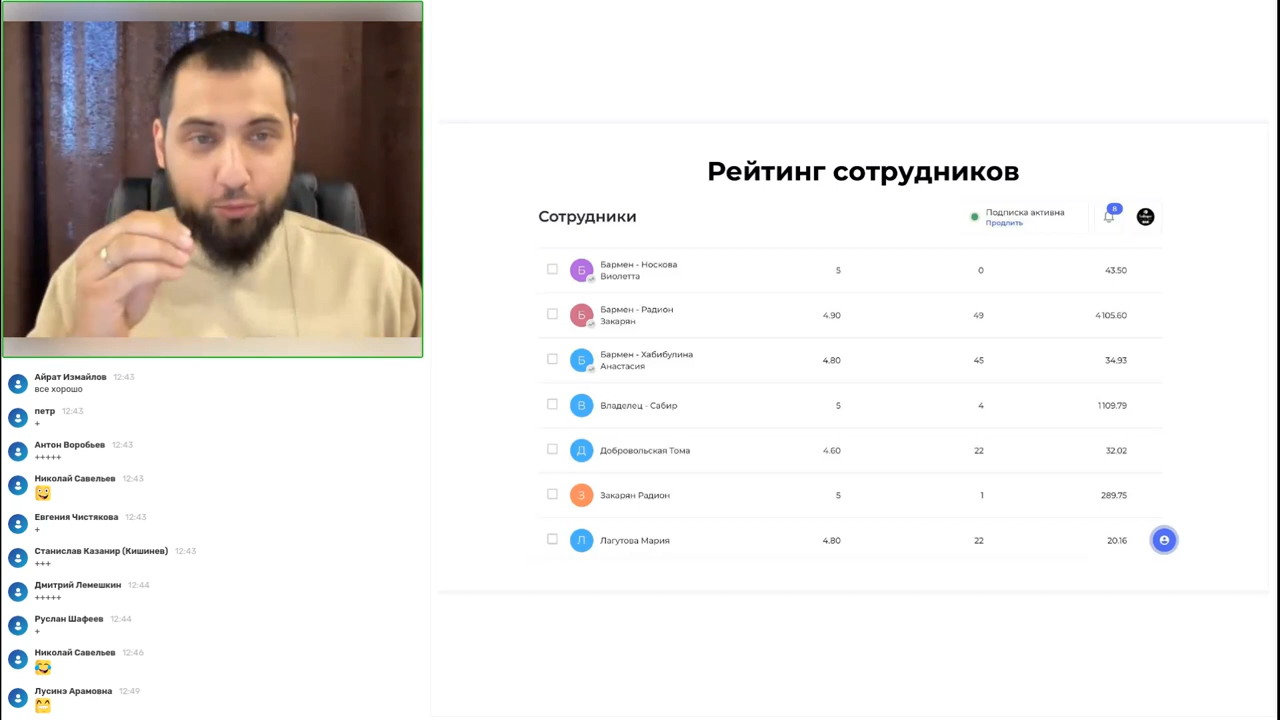 Айрат Измайлов 12:43
все хорошо
петр 12:43
+
Антон Воробьев 12:43
+++++
Николай Савельев 12:43
Евгения Чистякова 12:43
+
Станислав Казанир (Кишинев) 12:43
+++
Дмитрий Лемешкин 12:44
+++++
Руслан Шафеев 12:44
+
Николай Савельев 12:46
Лусинэ Арамовна 12:49
Рейтинг сотрудников
Сотрудники
Подписка активна
Продлить
8
Б Бармен - Носкова
Виолетта
5 0 43.50
Б Бармен - Радион
Закарян
4.90 49 4105.60
Б Бармен - Хабибулина
Анастасия
4.80 45 34.93
В Владелец - Сабир 5 4 1109.79
Д Добровольская Тома 4.60 22 32.02
З Закарян Радион 5 1 289.75
Л Лагутова Мария 4.80 22 20.16